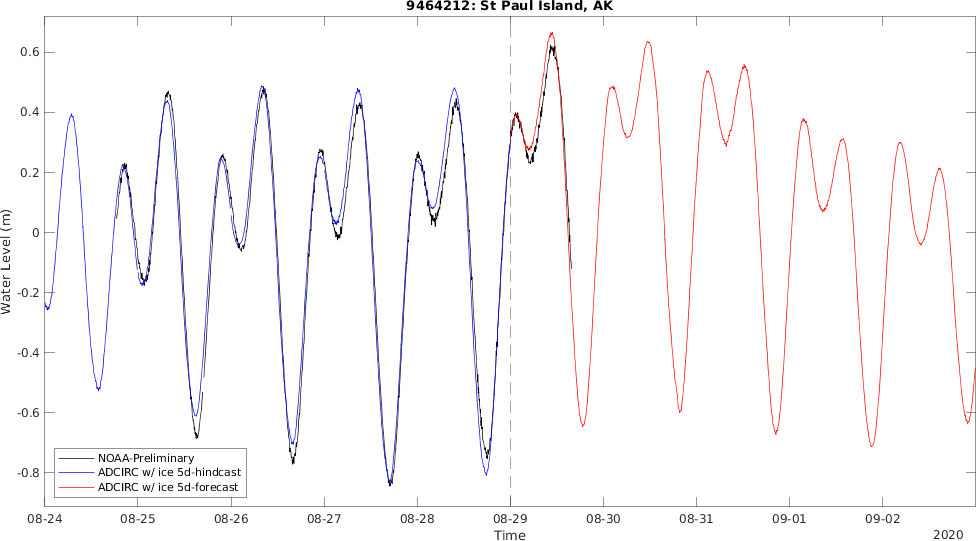 9464212: St Paul Island, AK
0.6
0.4
0.2
0
-0.2
-0.4
-0.6
-0.8
Water Level (m)
NOAA-Preliminary
ADCIRC w/ ice 5d-hindcast
ADCIRC w/ ice 5d-forecast
08-24 08-25 08-26 08-27 08-28 08-29 08-30 08-31 09-01 09-02
Time
2020